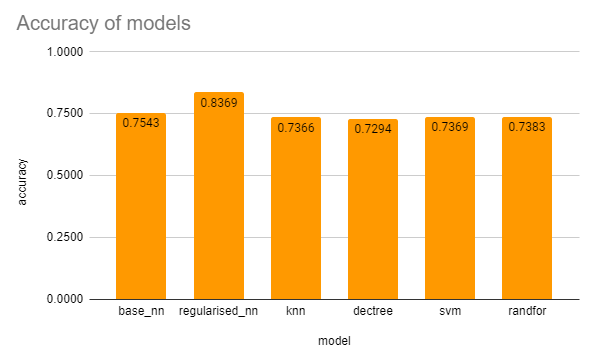 Accuracy of models
1.0000
0.7500
0.5000
0.2500
0.0000
accuracy
0.7543
0.8369
0.7366
0.7294
0.7369
0.7383
base_nn
regularised_nn
knn
dectree
svm
randfor
model